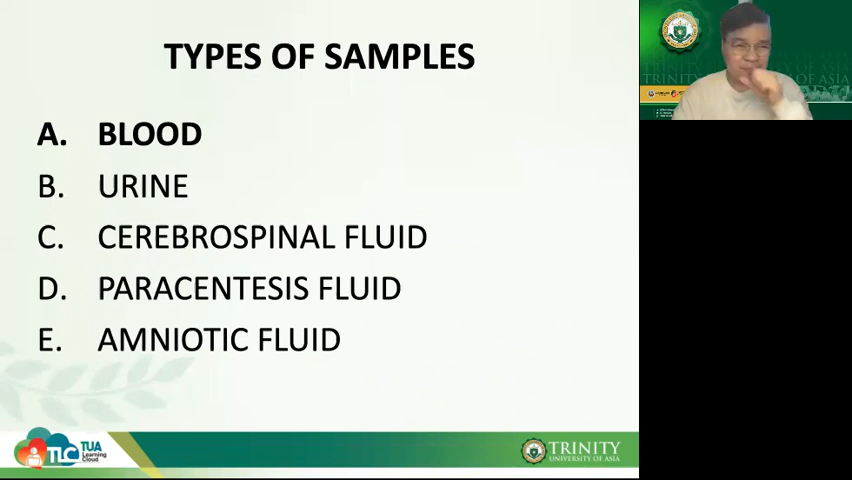 TYPES OF SAMPLES
A. BLOOD
B. URINE
C. CEREBROSPINAL FLUID
D. PARACENTESIS FLUID
E. AMNIOTIC FLUID
TLC
TUA
Learning
Cloud
TRINITY
UNIVERSITY OF ASIA